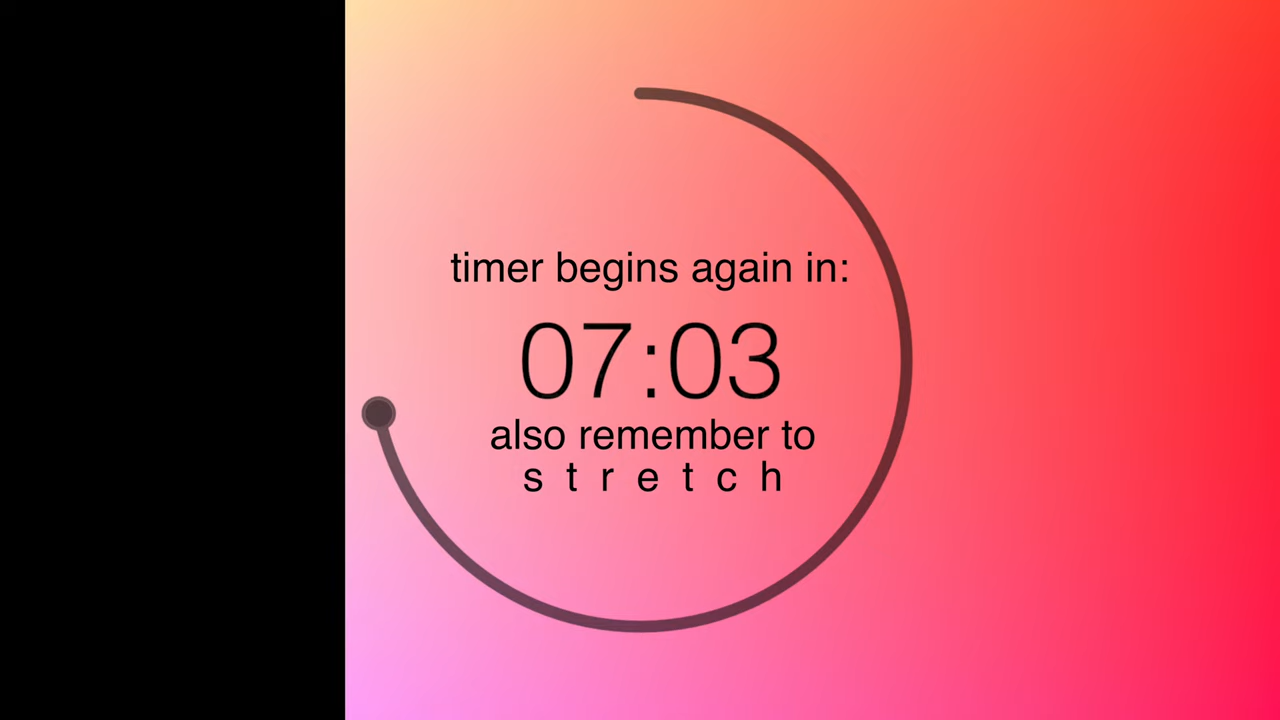 timer begins again in:
07:03
also remember to
s t r e t c h